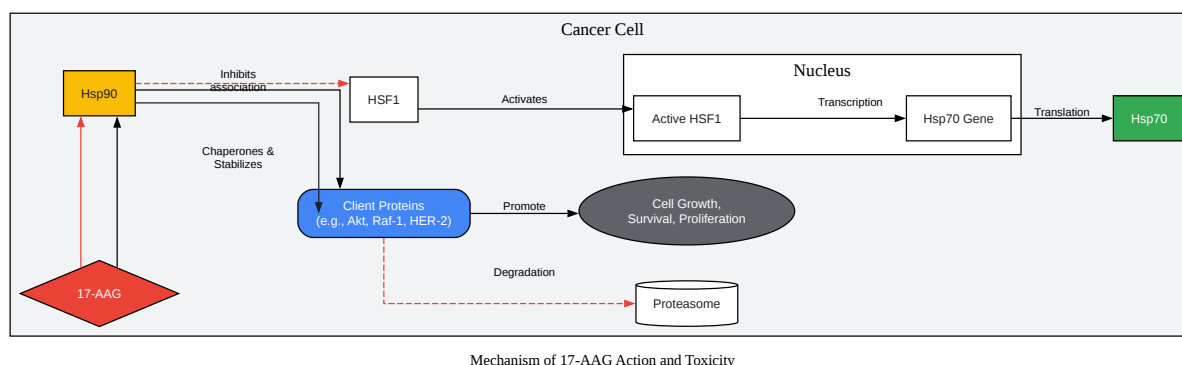 Cancer Cell
Hsp90
Inhibits
association
HSF1
Activates
Nucleus
Active HSF1
Transcription
Hsp70 Gene
Translation
Hsp70
Chaperones &
Stabilizes
Client Proteins
(e.g., Akt, Raf-1, HER-2)
Promote
Cell Growth,
Survival, Proliferation
Degradation
17-AAG
Proteasome
Mechanism of 17-AAG Action and Toxicity